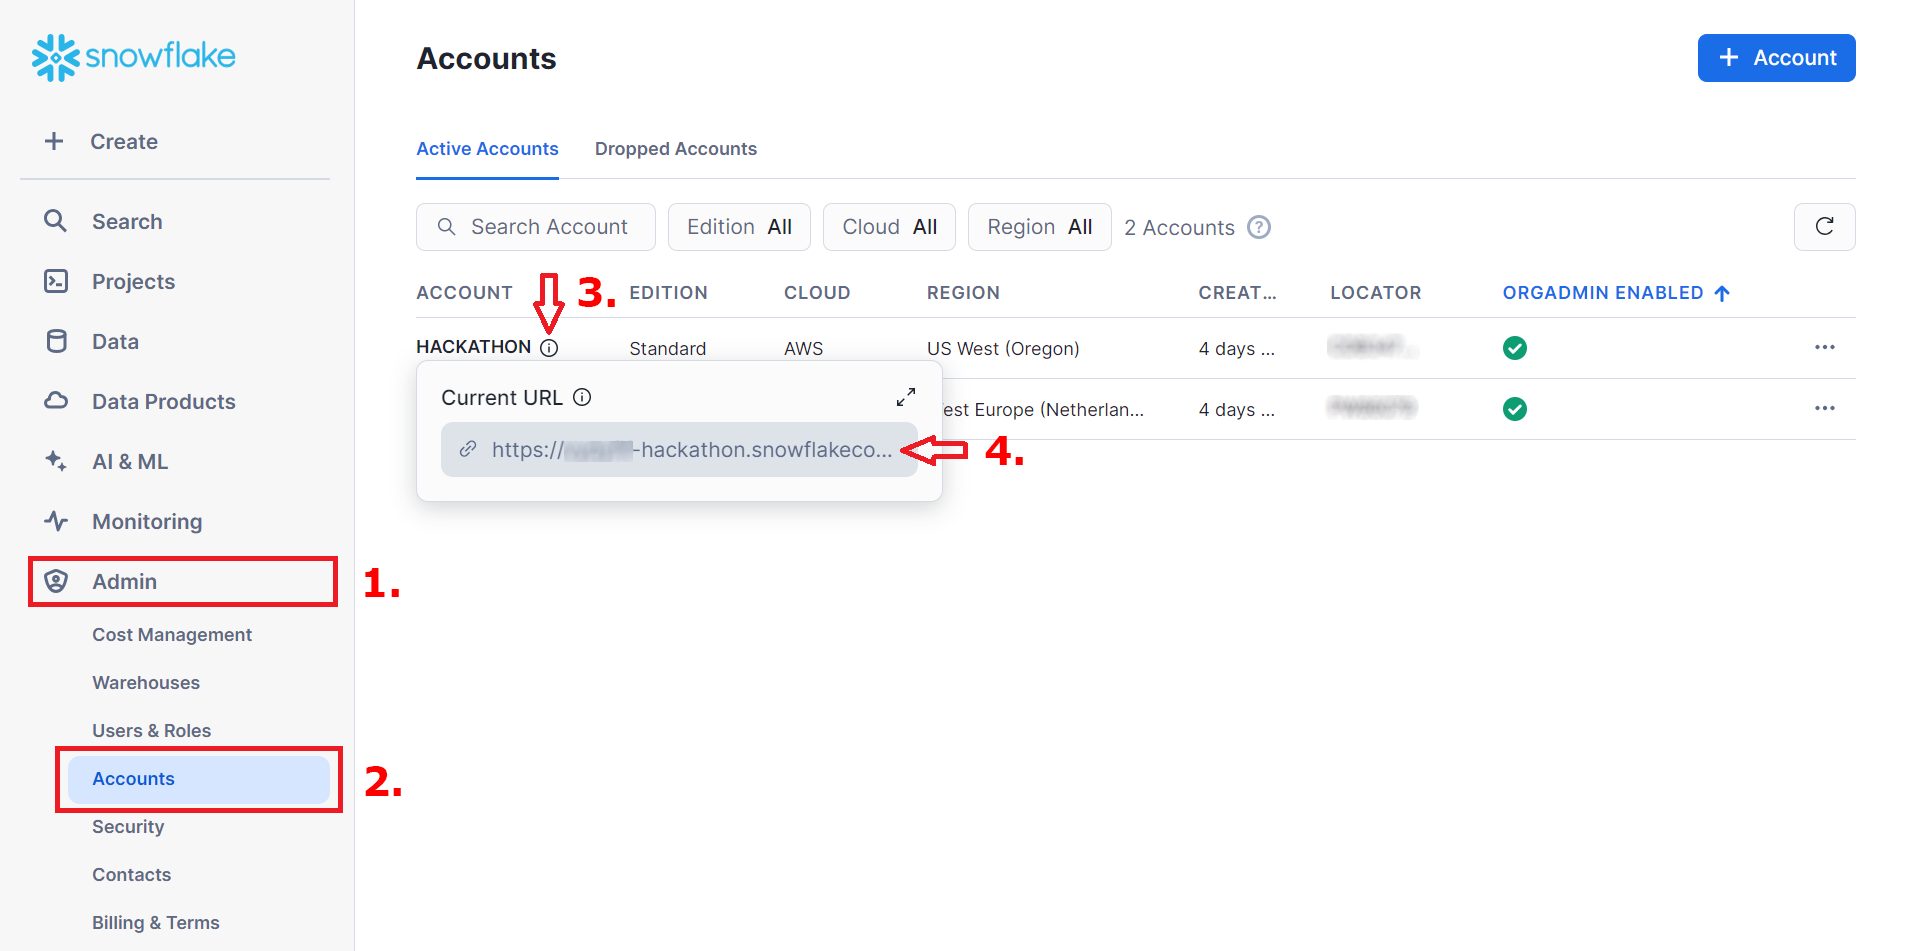 snowflake
Create
Search
Projects
Data
Data Products
AI & ML
Monitoring
Admin
1.
Cost Management
Warehouses
Users & Roles
Accounts
2.
Security
Contacts
Billing & Terms
Accounts
+ Account
Active Accounts
Dropped Accounts
Search Account
Edition All
Cloud All
Region All
2 Accounts
ACCOUNT
3.
EDITION
CLOUD
REGION
CREAT...
LOCATOR
ORGADMIN ENABLED
HACKATHON
Standard
AWS
US West (Oregon)
4 days ...
est Europe (Netherlan...
4 days ...
Current URL
https:// -hackathon.snowflakeco...
4.